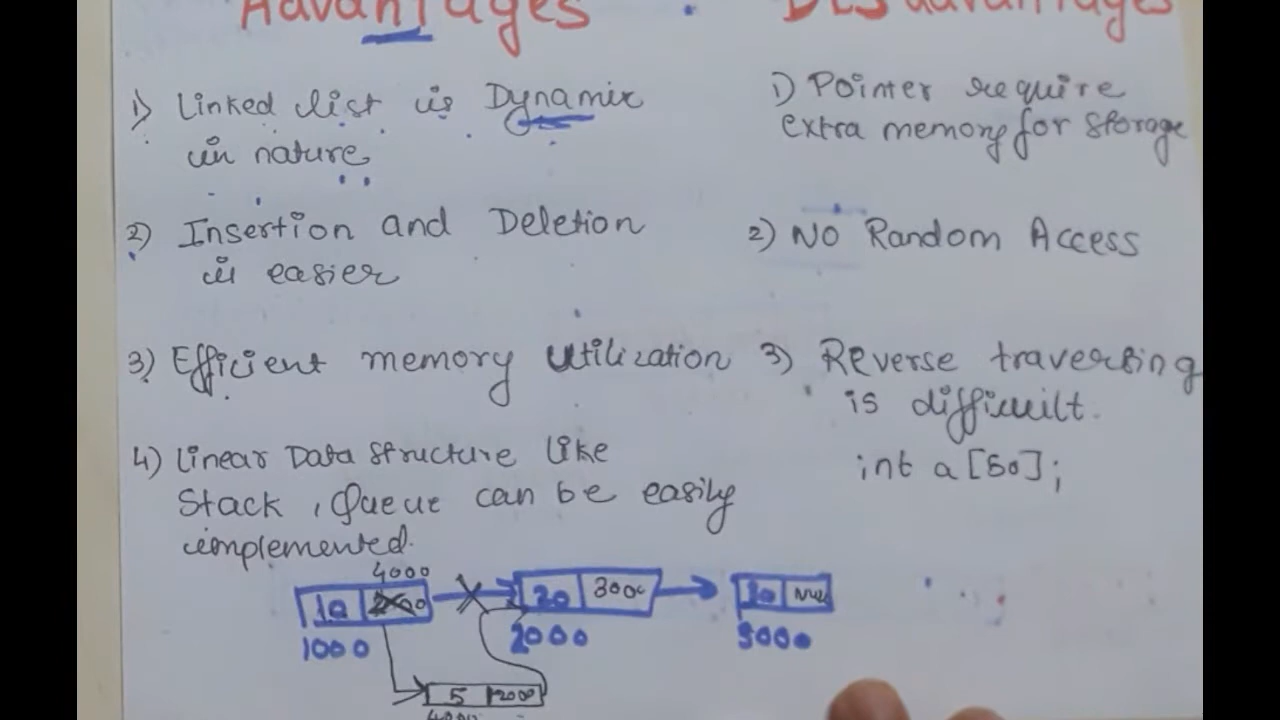 Advantages
Disadvantages
1) Linked list is Dynamic
in nature.
2) Insertion and Deletion
is easier
3) Efficient memory utilization
4) Linear Data structure like
Stack, Queue can be easily
implemented.
1) Pointer require
extra memory for storage
2) NO Random Access
3) Reverse traversing
is difficuilt.
int a[50];
4000
10
20 3000
Null
1000
2000
3000
5 2000
4000